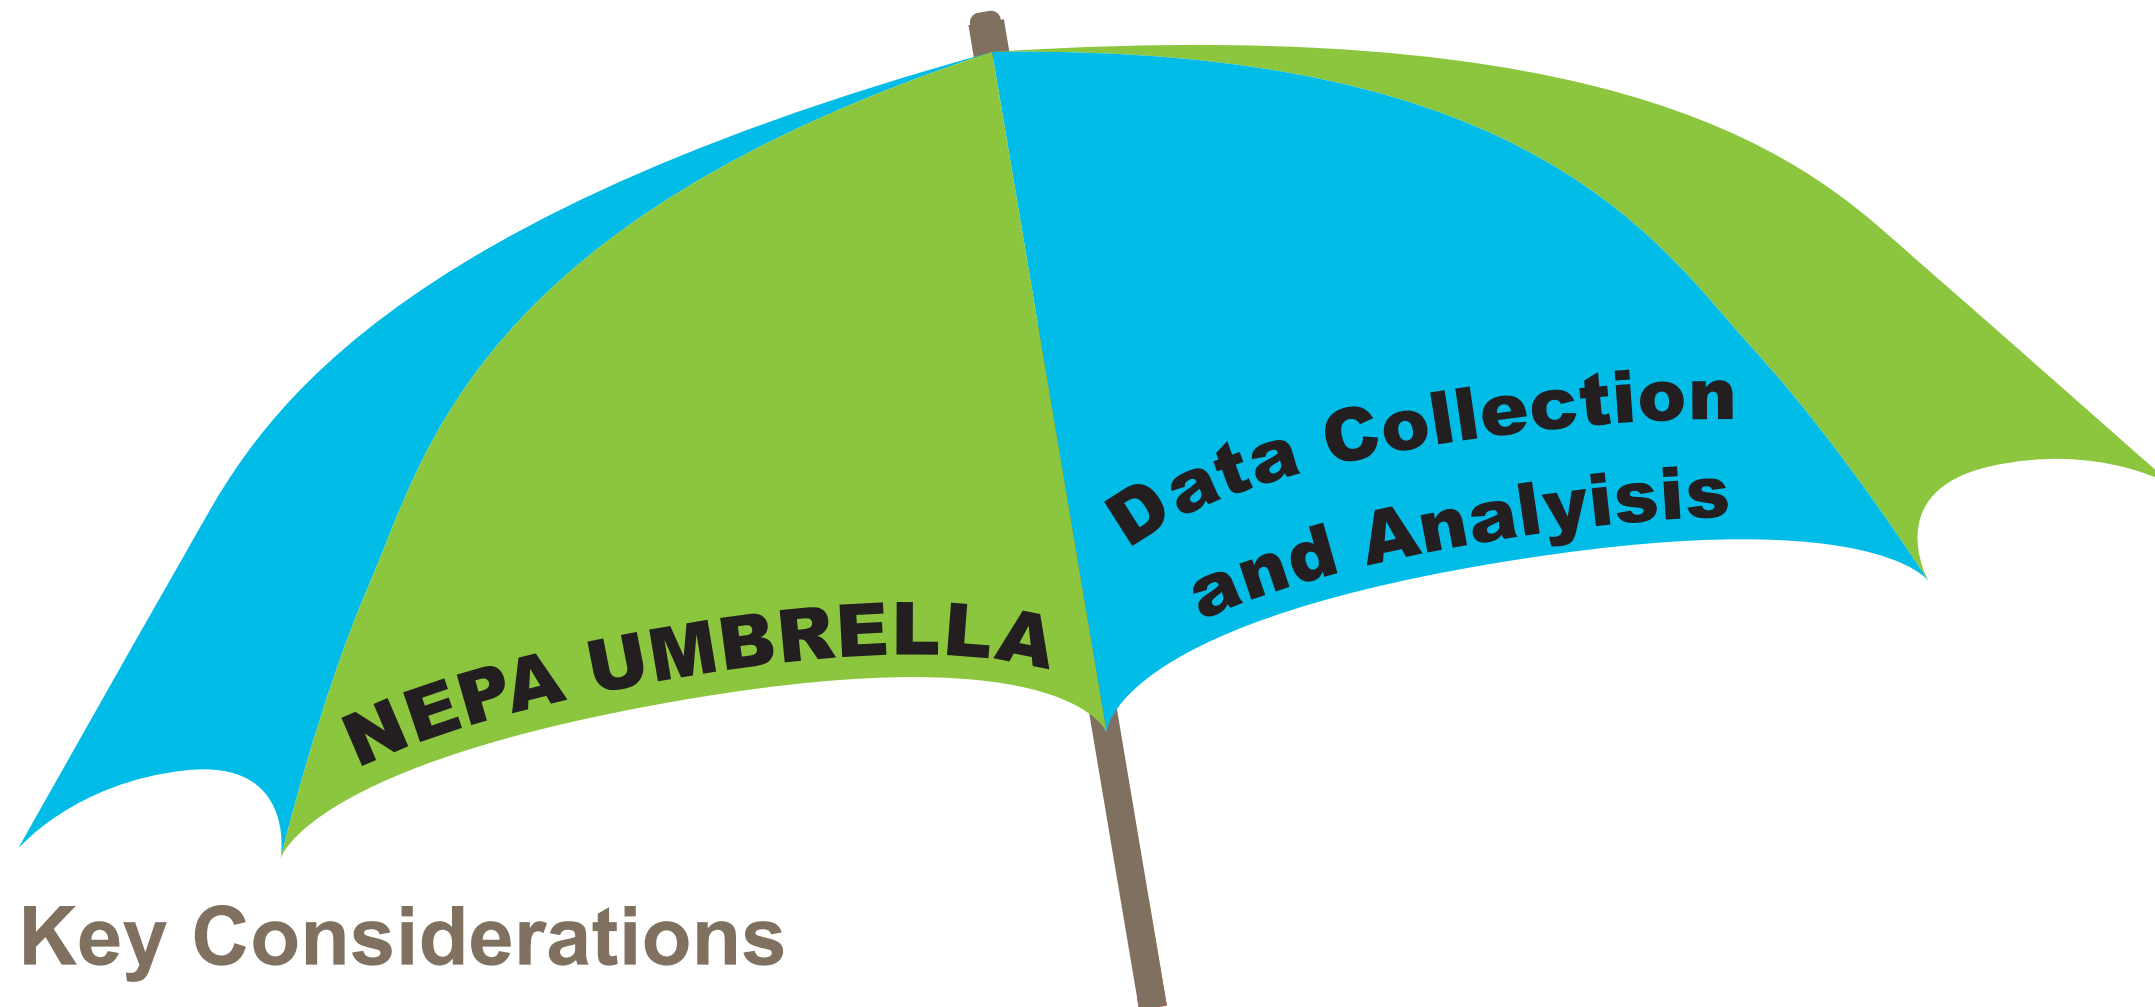 NEPA UMBRELLA
Data Collection
and Analyisis
Key Considerations